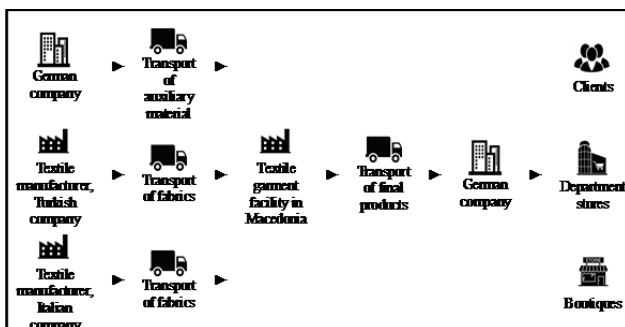 German
company
Transport
of
auxiliary
material
Clients
Textile
manufacturer,
Turkish
company
Transport
of fabrics
Textile
garment
facility in
Macedonia
Transport
of final
products
German
company
Department
stores
Textile
manufacturer,
Italian
company
Transport
of fabrics
Boutiques